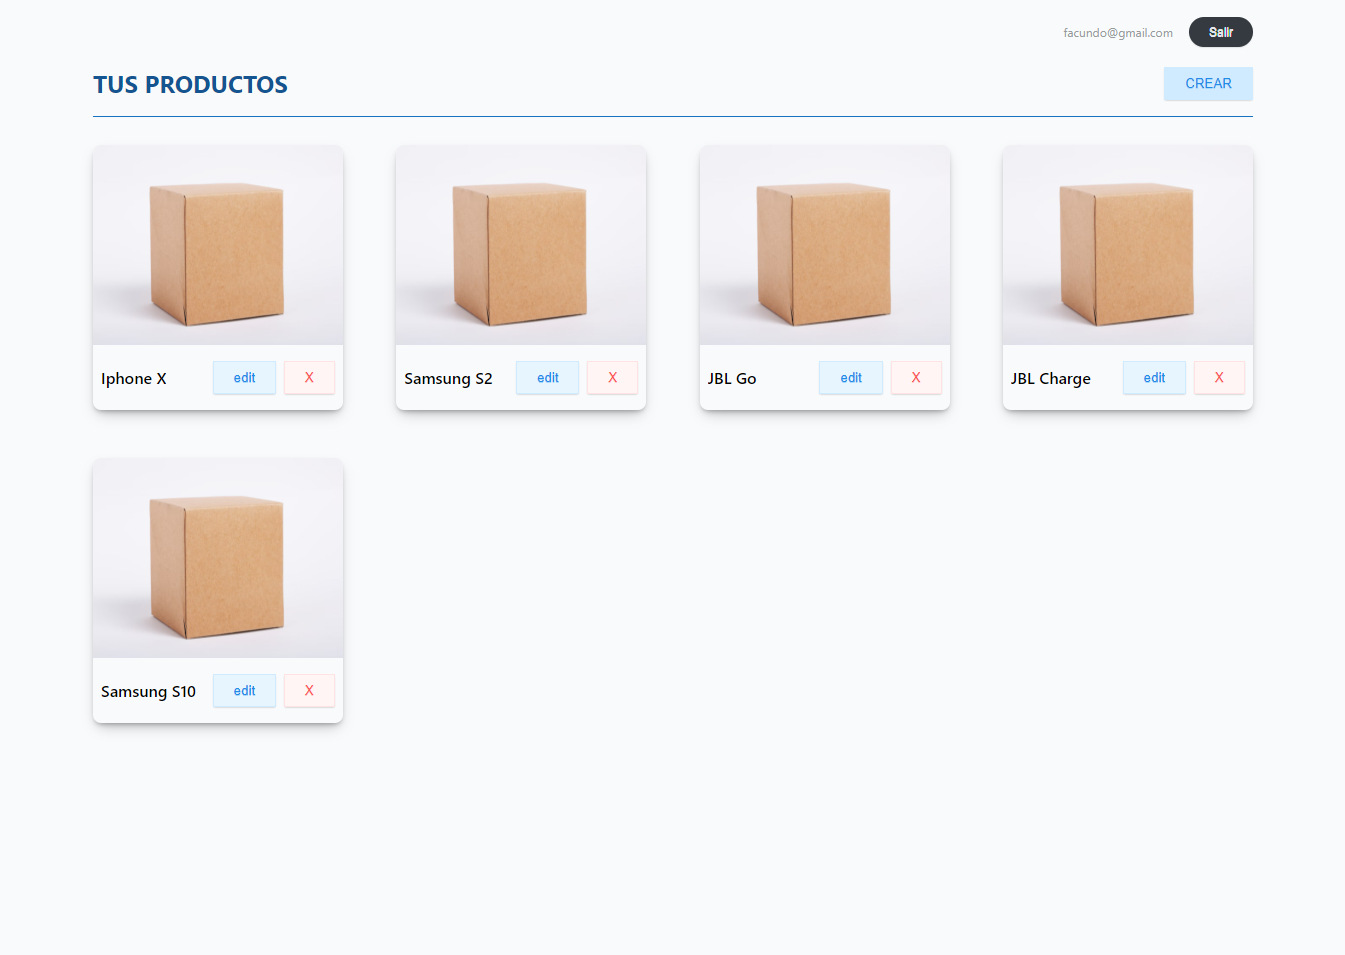 facundo@gmail.com Salir
TUS PRODUCTOS CREAR
Iphone X edit X
Samsung S2 edit X
JBL Go edit X
JBL Charge edit X
Samsung S10 edit X